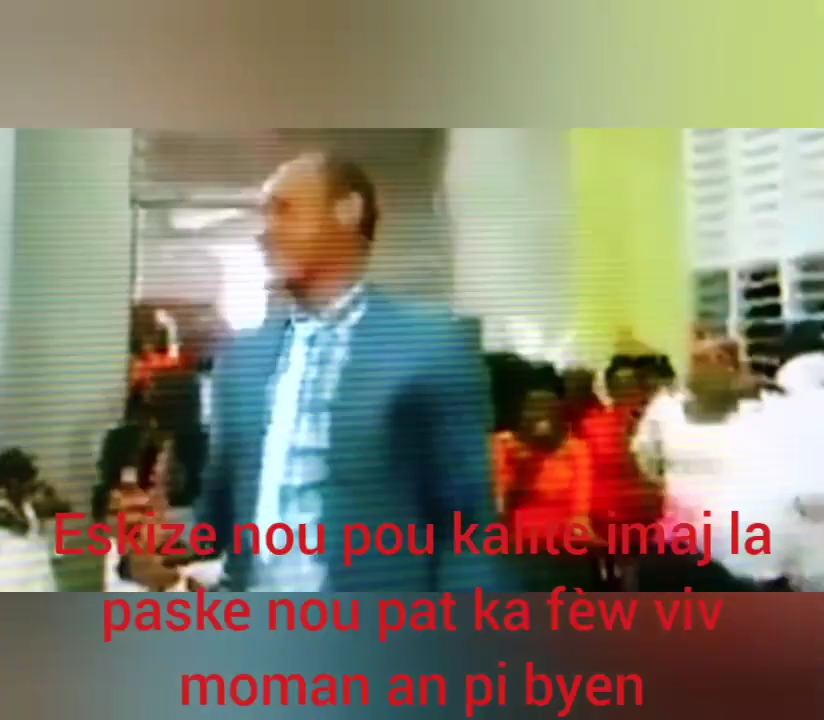 Eskize nou pou kalite imaj la
paske nou pat ka fèw viv
moman an pi byen